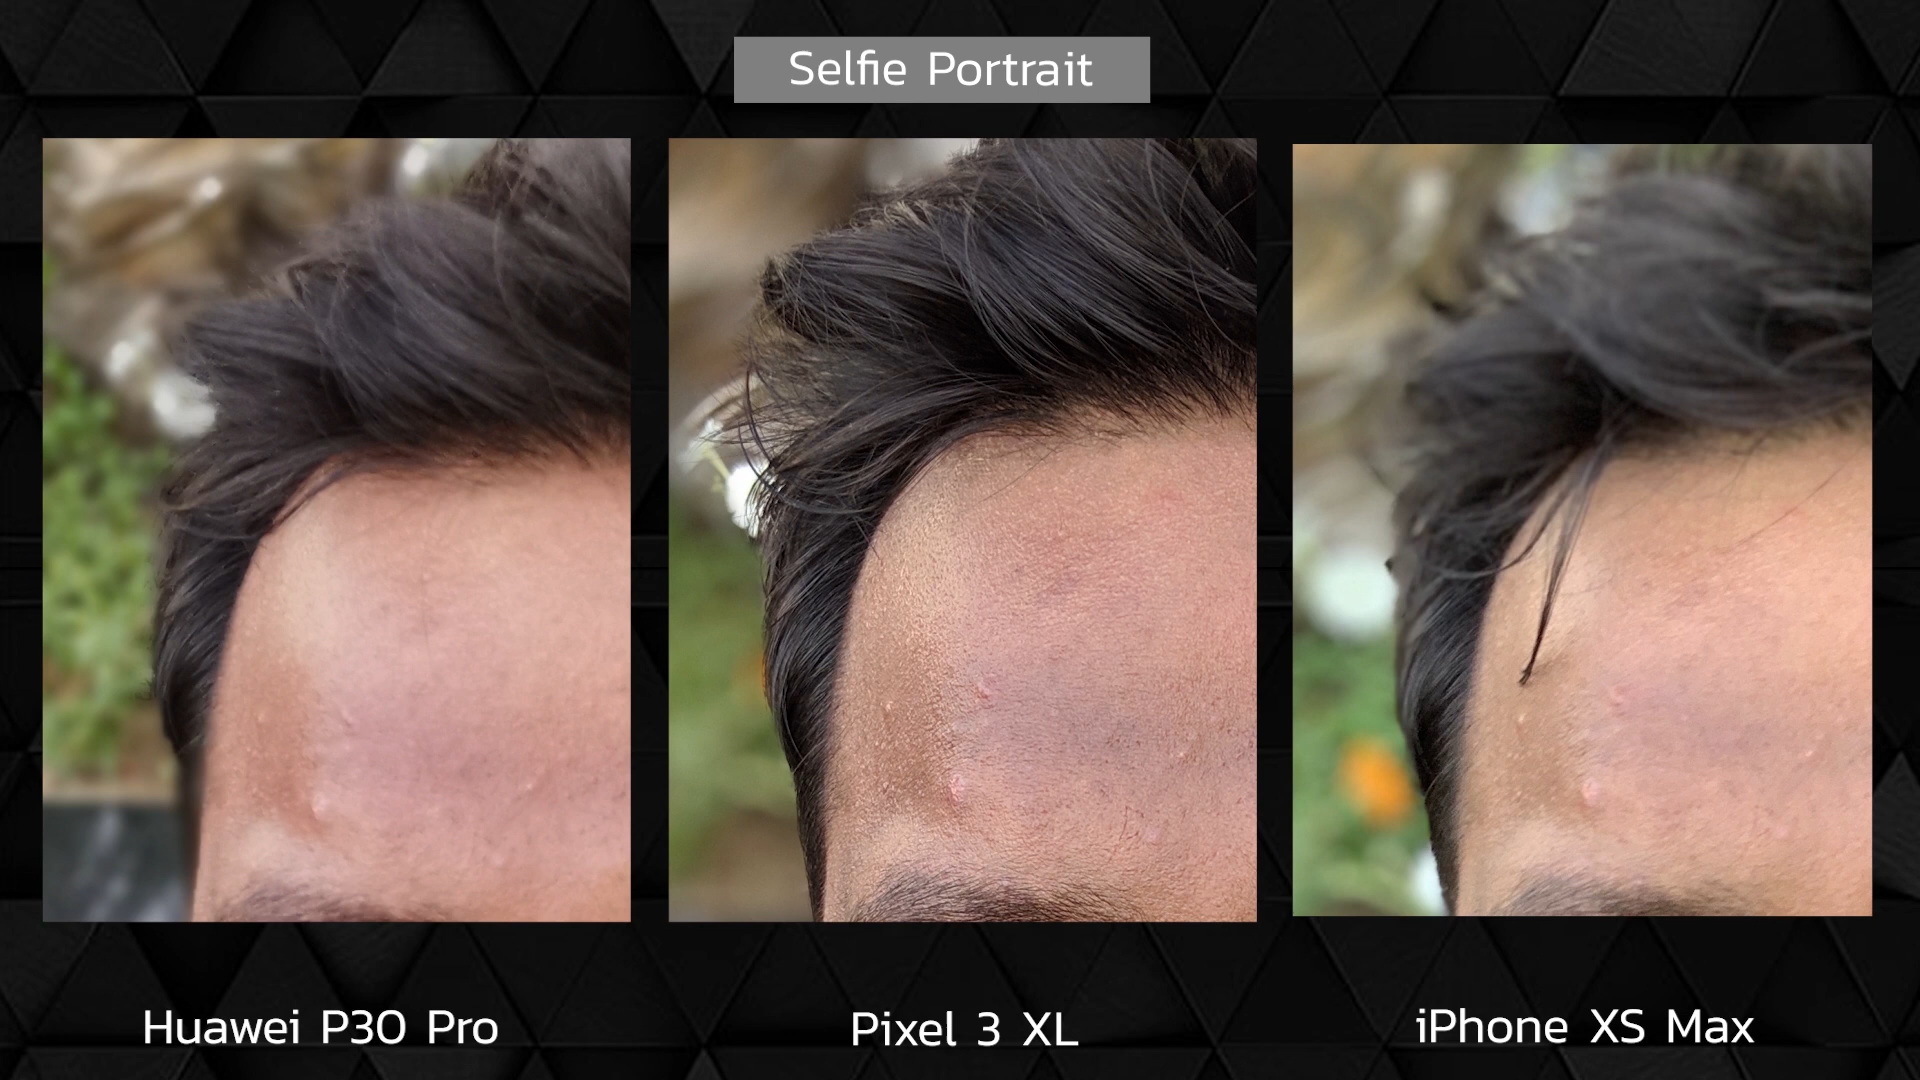 Selfie Portrait
Huawei P30 Pro
Pixel 3 XL
iPhone XS Max